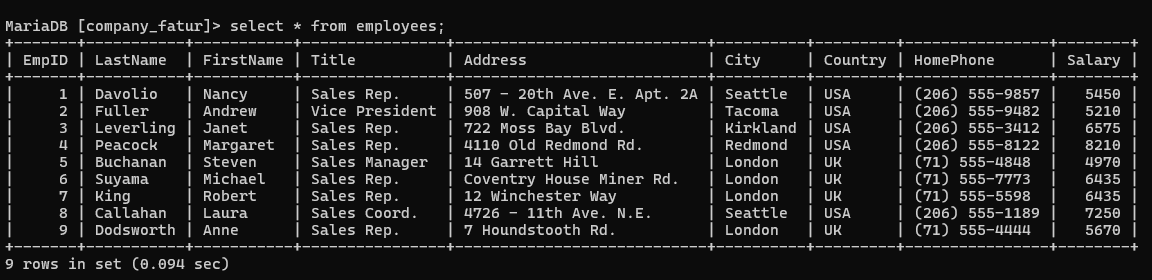 MariaDB [company_fatur]> select * from employees;
+-------+-----------+-----------+----------------+----------------------------+----------+---------+----------------+--------+
| EmpID | LastName  | FirstName | Title          | Address                    | City     | Country | HomePhone      | Salary |
+-------+-----------+-----------+----------------+----------------------------+----------+---------+----------------+--------+
|     1 | Davolio   | Nancy     | Sales Rep.     | 507 - 20th Ave. E. Apt. 2A | Seattle  | USA     | (206) 555-9857 |   5450 |
|     2 | Fuller    | Andrew    | Vice President | 908 W. Capital Way         | Tacoma   | USA     | (206) 555-9482 |   5210 |
|     3 | Leverling | Janet     | Sales Rep.     | 722 Moss Bay Blvd.         | Kirkland | USA     | (206) 555-3412 |   6575 |
|     4 | Peacock   | Margaret  | Sales Rep.     | 4110 Old Redmond Rd.       | Redmond  | USA     | (206) 555-8122 |   8210 |
|     5 | Buchanan  | Steven    | Sales Manager  | 14 Garrett Hill            | London   | UK      | (71) 555-4848  |   4970 |
|     6 | Suyama    | Michael   | Sales Rep.     | Coventry House Miner Rd.   | London   | UK      | (71) 555-7773  |   6435 |
|     7 | King      | Robert    | Sales Rep.     | 12 Winchester Way          | London   | UK      | (71) 555-5598  |   6435 |
|     8 | Callahan  | Laura     | Sales Coord.   | 4726 - 11th Ave. N.E.      | Seattle  | USA     | (206) 555-1189 |   7250 |
|     9 | Dodsworth | Anne      | Sales Rep.     | 7 Houndstooth Rd.          | London   | UK      | (71) 555-4444  |   5670 |
+-------+-----------+-----------+----------------+----------------------------+----------+---------+----------------+--------+
9 rows in set (0.094 sec)